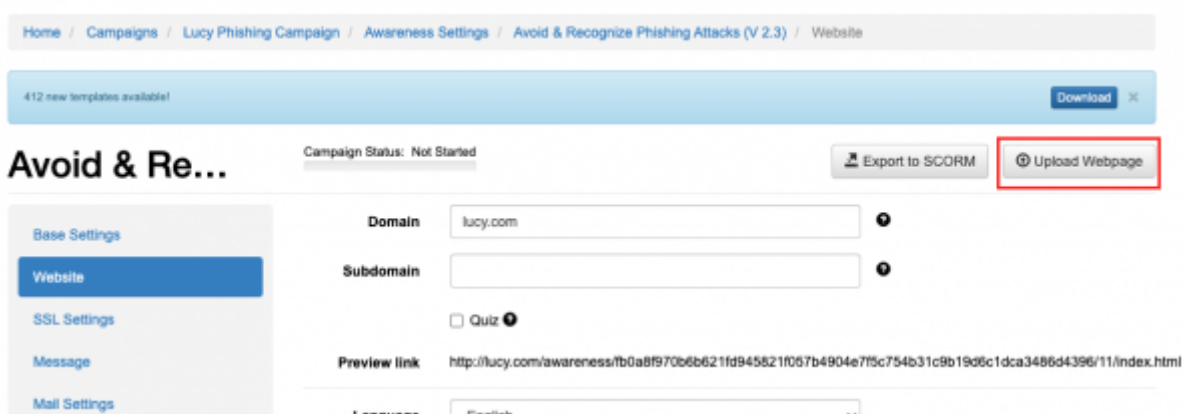 Home / Campaigns / Lucy Phishing Campaign / Awareness Settings / Avoid & Recognize Phishing Attacks (V 2.3) / Website
412 new templates available!
Download ×
Avoid & Re...
Campaign Status: Not Started
Export to SCORM
Upload Webpage
Base Settings
Website
SSL Settings
Message
Mail Settings
Domain lucy.com
Subdomain
Quiz
Preview link http://lucy.com/awareness/fb0a8f970b6b621fd945821f057b4904e7f5c754b31c9b19d6c1dca3486d4396/11/index.html
Language English